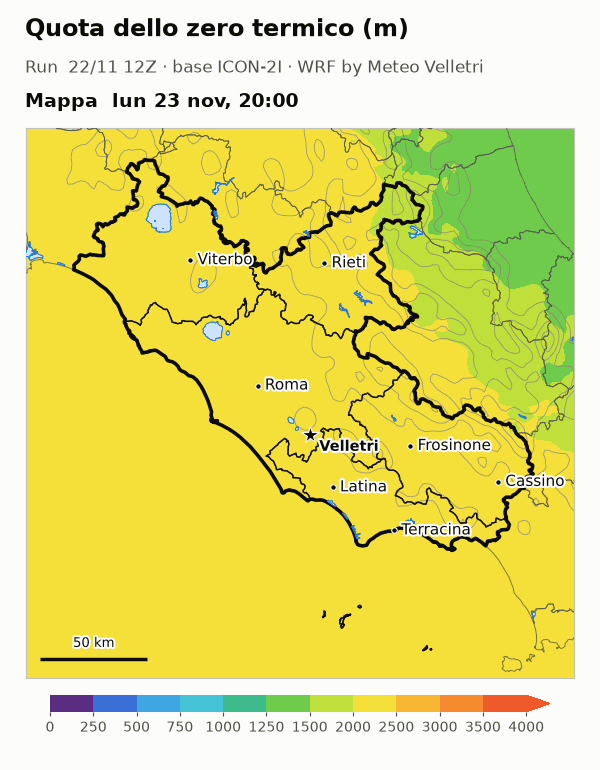 Quota dello zero termico (m)
Run  22/11 12Z · base ICON-2I · WRF by Meteo Velletri
Mappa  lun 23 nov, 20:00
Viterbo
Rieti
Roma
Velletri
Frosinone
Cassino
Latina
Terracina
50 km
0 250 500 750 1000 1250 1500 2000 2500 3000 3500 4000